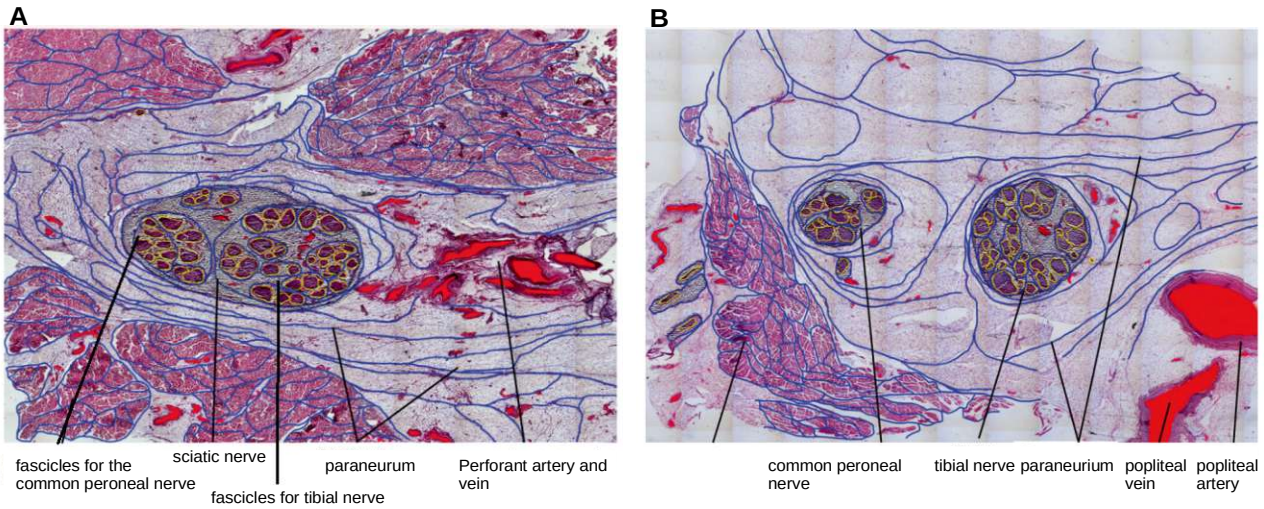 A
B
fascicles for the
common peroneal nerve
sciatic nerve
fascicles for tibial nerve
paraneurum
Perforant artery and
vein
common peroneal
nerve
tibial nerve
paraneurium
popliteal
vein
popliteal
artery